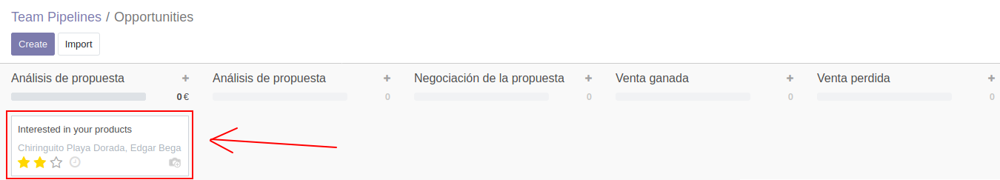 Team Pipelines / Opportunities
Create Import
Análisis de propuesta + Análisis de propuesta + Negociación de la propuesta + Venta ganada + Venta perdida +
0 € 0 0 0 0
Interested in your products
Chiringuito Playa Dorada, Edgar Bega